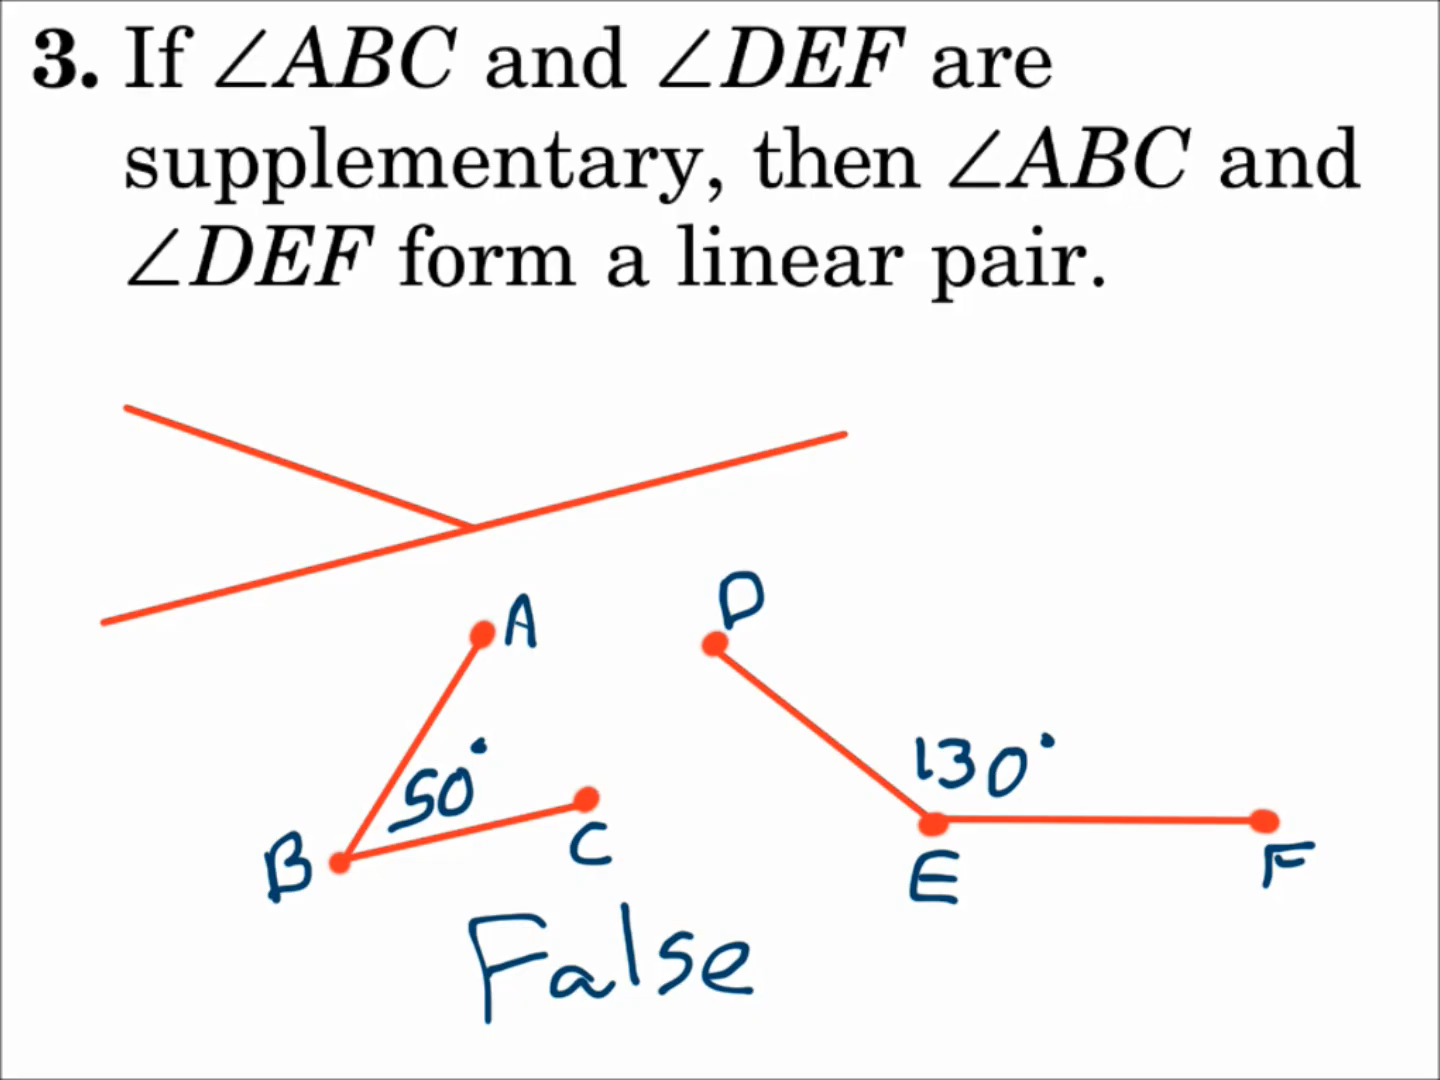 3. If ∠ABC and ∠DEF are
supplementary, then ∠ABC and
∠DEF form a linear pair.
A
D
50°
130°
B
C
E
F
False